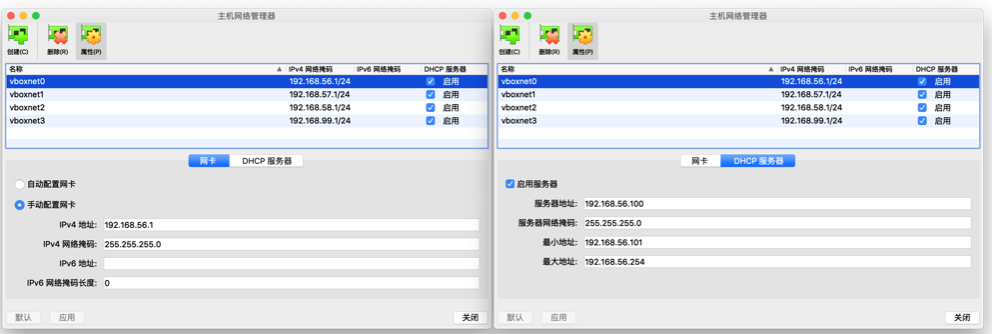 主机网络管理器
创建(C) 删除(R) 属性(P)
名称 ▲ IPv4 网络掩码 IPv6 网络掩码 DHCP 服务器
vboxnet0 192.168.56.1/24 启用
vboxnet1 192.168.57.1/24 启用
vboxnet2 192.168.58.1/24 启用
vboxnet3 192.168.99.1/24 启用
网卡 DHCP 服务器
自动配置网卡
手动配置网卡
IPv4 地址: 192.168.56.1
IPv4 网络掩码: 255.255.255.0
IPv6 地址:
IPv6 网络掩码长度: 0
默认 应用 关闭
主机网络管理器
创建(C) 删除(R) 属性(P)
名称 ▲ IPv4 网络掩码 IPv6 网络掩码 DHCP 服务器
vboxnet0 192.168.56.1/24 启用
vboxnet1 192.168.57.1/24 启用
vboxnet2 192.168.58.1/24 启用
vboxnet3 192.168.99.1/24 启用
网卡 DHCP 服务器
启用服务器
服务器地址: 192.168.56.100
服务器网络掩码: 255.255.255.0
最小地址: 192.168.56.101
最大地址: 192.168.56.254
默认 应用 关闭